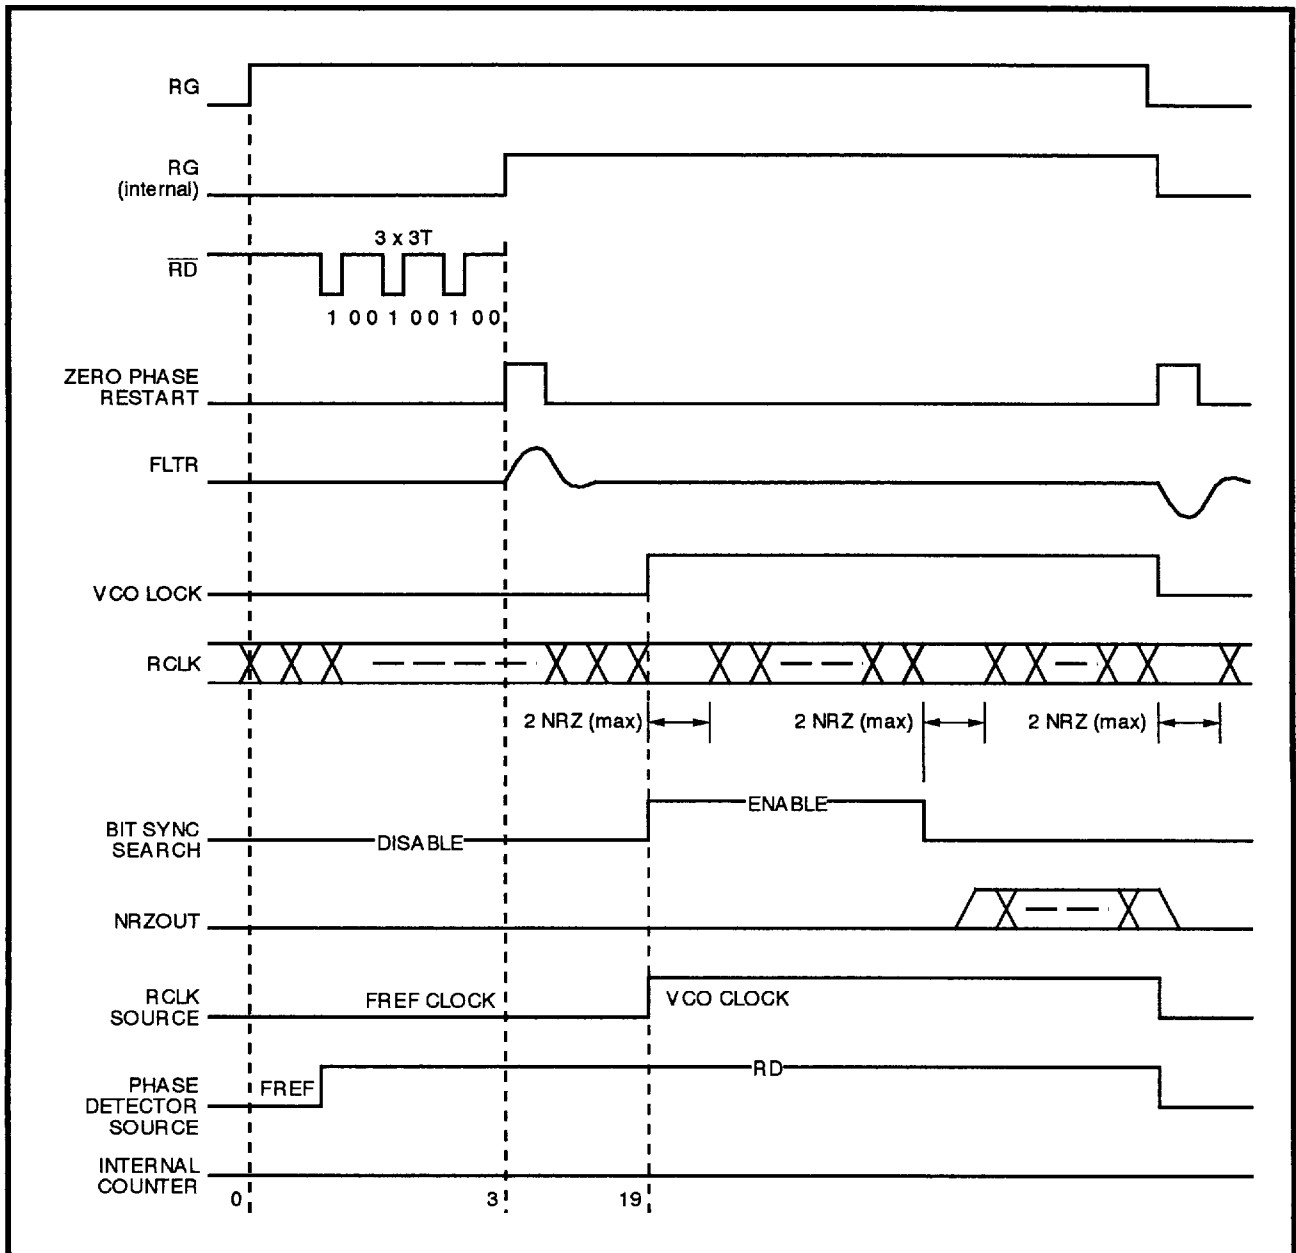 RG
RG
(internal)
3 x 3T
RD
1 0 0 1 0 0 1 0 0
ZERO PHASE
RESTART
FLTR
VCO LOCK
RCLK
2 NRZ (max)
2 NRZ (max)
2 NRZ (max)
ENABLE
BIT SYNC
SEARCH
DISABLE
NRZOUT
RCLK
SOURCE
FREF CLOCK
VCO CLOCK
PHASE
DETECTOR
SOURCE
FREF
RD
INTERNAL
COUNTER
0
3
19